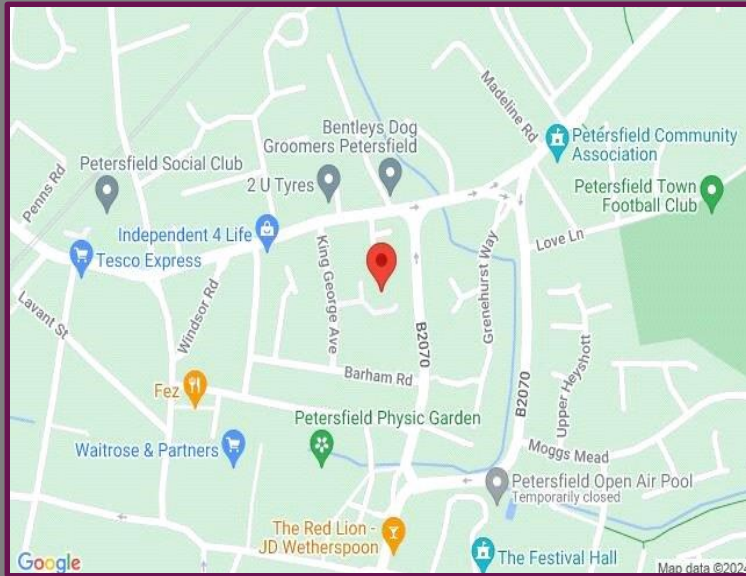 Madeline Rd
Bentleys Dog
Groomers Petersfield
Petersfield Community
Association
Penns Rd
Petersfield Social Club
2 U Tyres
Petersfield Town
Football Club
Independent 4 Life
Love Ln
Tesco Express
King George Ave
Grenehurst Way
Windsor Rd
Lavant St
B2070
Upper Heyshott
Barham Rd
B2070
Fez
Petersfield Physic Garden
Waitrose & Partners
Moggs Mead
Petersfield Open Air Pool
Temporarily closed
The Red Lion -
JD Wetherspoon
The Festival Hall
Google
Map data ©2024